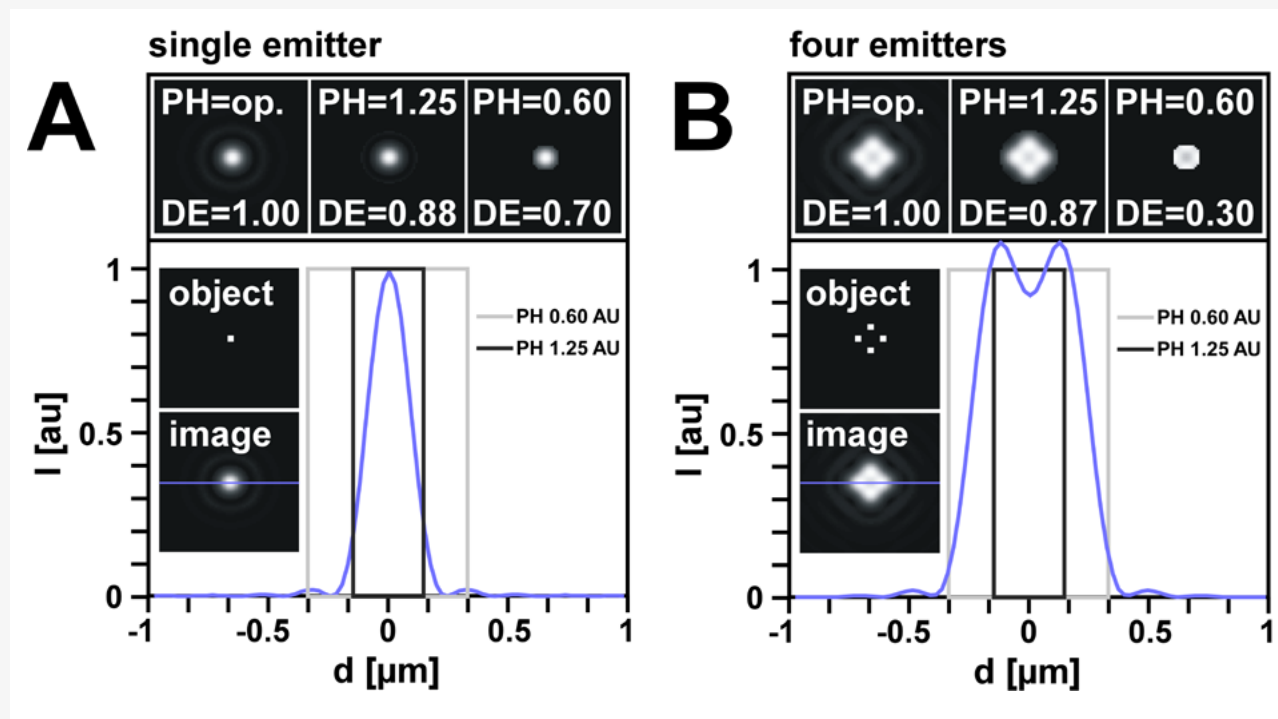 single emitter
A
PH=op.
PH=1.25
PH=0.60
DE=1.00
DE=0.88
DE=0.70
1
object
PH 0.60 AU
PH 1.25 AU
image
I [au]
0.5
0
-1
-0.5
0
0.5
1
d [µm]
four emitters
B
PH=op.
PH=1.25
PH=0.60
DE=1.00
DE=0.87
DE=0.30
1
object
PH 0.60 AU
PH 1.25 AU
image
I [au]
0.5
0
-1
-0.5
0
0.5
1
d [µm]